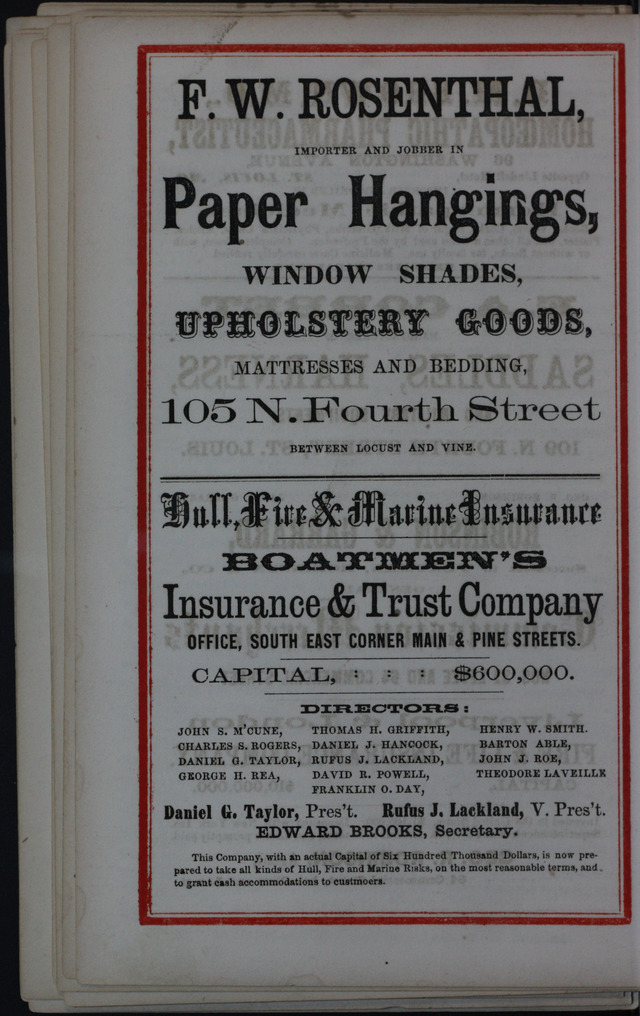 F. W. ROSENTHAL,
IMPORTER AND JOBBER IN
Paper Hangings,
WINDOW SHADES,
UPHOLSTERY GOODS,
MATTRESSES AND BEDDING,
105 N. Fourth Street
BETWEEN LOCUST AND VINE.
Hull, Fire & Marine Insurance
BOATMEN'S
Insurance & Trust Company
OFFICE, SOUTH EAST CORNER MAIN & PINE STREETS.
CAPITAL, : : : $600,000.
DIRECTORS:
JOHN S. M'CUNE, THOMAS H. GRIFFITH, HENRY W. SMITH.
CHARLES S. ROGERS, DANIEL J. HANCOCK, BARTON ABLE,
DANIEL G. TAYLOR, RUFUS J. LACKLAND, JOHN J. ROE,
GEORGE H. REA, DAVID R. POWELL, THEODORE LAVEILLE
FRANKLIN O. DAY,
Daniel G. Taylor, Pres't. Rufus J. Lackland, V. Pres't.
EDWARD BROOKS, Secretary.
This Company, with an actual Capital of Six Hundred Thousand Dollars, is now pre-
pared to take all kinds of Hull, Fire and Marine Risks, on the most reasonable terms, and
to grant cash accommodations to custmoers.